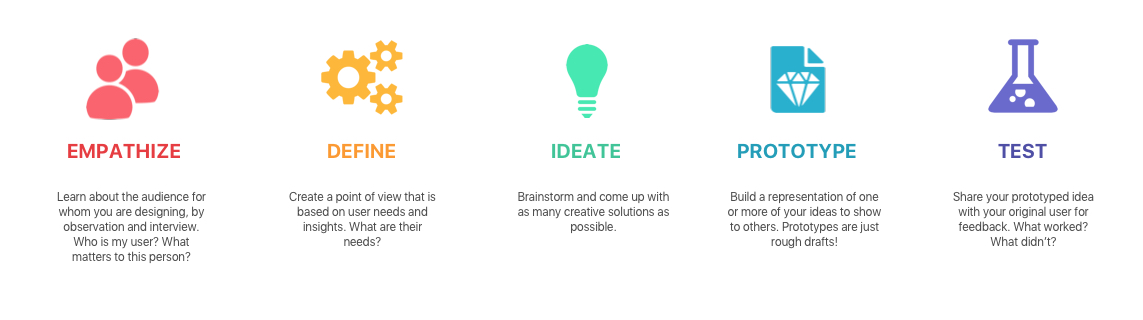 EMPATHIZE
Learn about the audience for
whom you are designing, by
observation and interview.
Who is my user? What
matters to this person?
DEFINE
Create a point of view that is
based on user needs and
insights. What are their
needs?
IDEATE
Brainstorm and come up with
as many creative solutions as
possible.
PROTOTYPE
Build a representation of one
or more of your ideas to show
to others. Prototypes are just
rough drafts!
TEST
Share your prototyped idea
with your original user for
feedback. What worked?
What didn't?